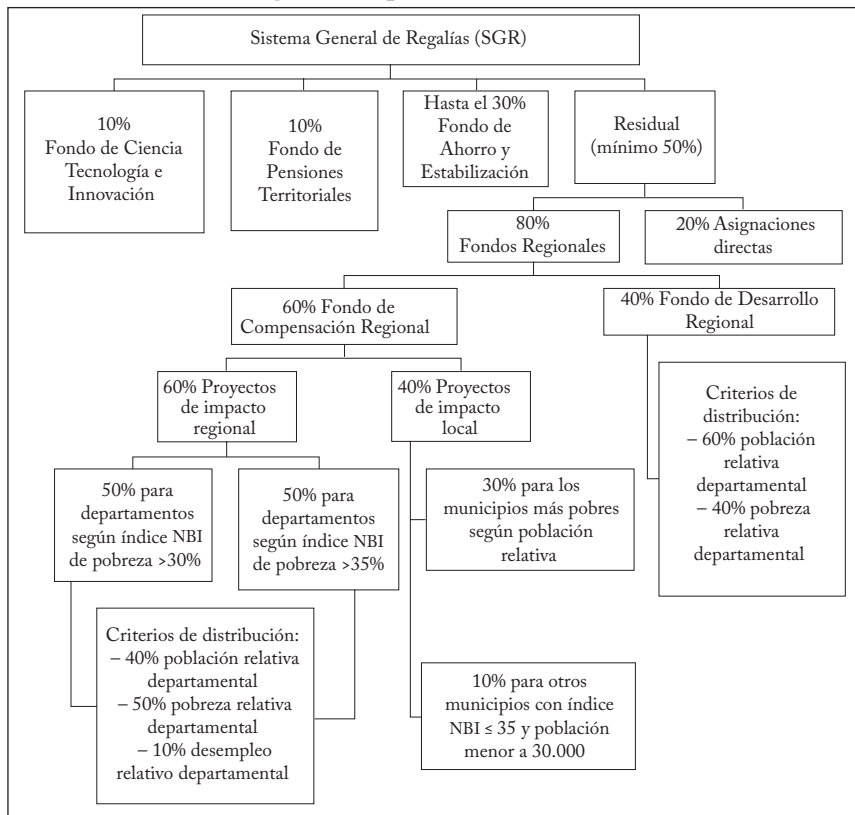 Sistema General de Regalías (SGR)
10%
Fondo de Ciencia
Tecnología e
Innovación
10%
Fondo de
Pensiones
Territoriales
Hasta el 30%
Fondo de
Ahorro y
Estabilización
Residual
(mínimo 50%)
80%
Fondos Regionales
20% Asignaciones
directas
60% Fondo de
Compensación Regional
40% Fondo de Desarrollo
Regional
60% Proyectos
de impacto
regional
40% Proyectos
de impacto
local
Criterios de
distribución:
– 60% población
relativa
departamental
– 40% pobreza
relativa
departamental
50% para
departamentos
según índice NBI
de pobreza >30%
50% para
departamentos
según índice NBI
de pobreza >35%
30% para los
municipios más pobres
según población
relativa
Criterios de distribución:
– 40% población relativa
departamental
– 50% pobreza relativa
departamental
– 10% desempleo
relativo departamental
10% para otros
municipios con índice
NBI ≤ 35 y población
menor a 30.000